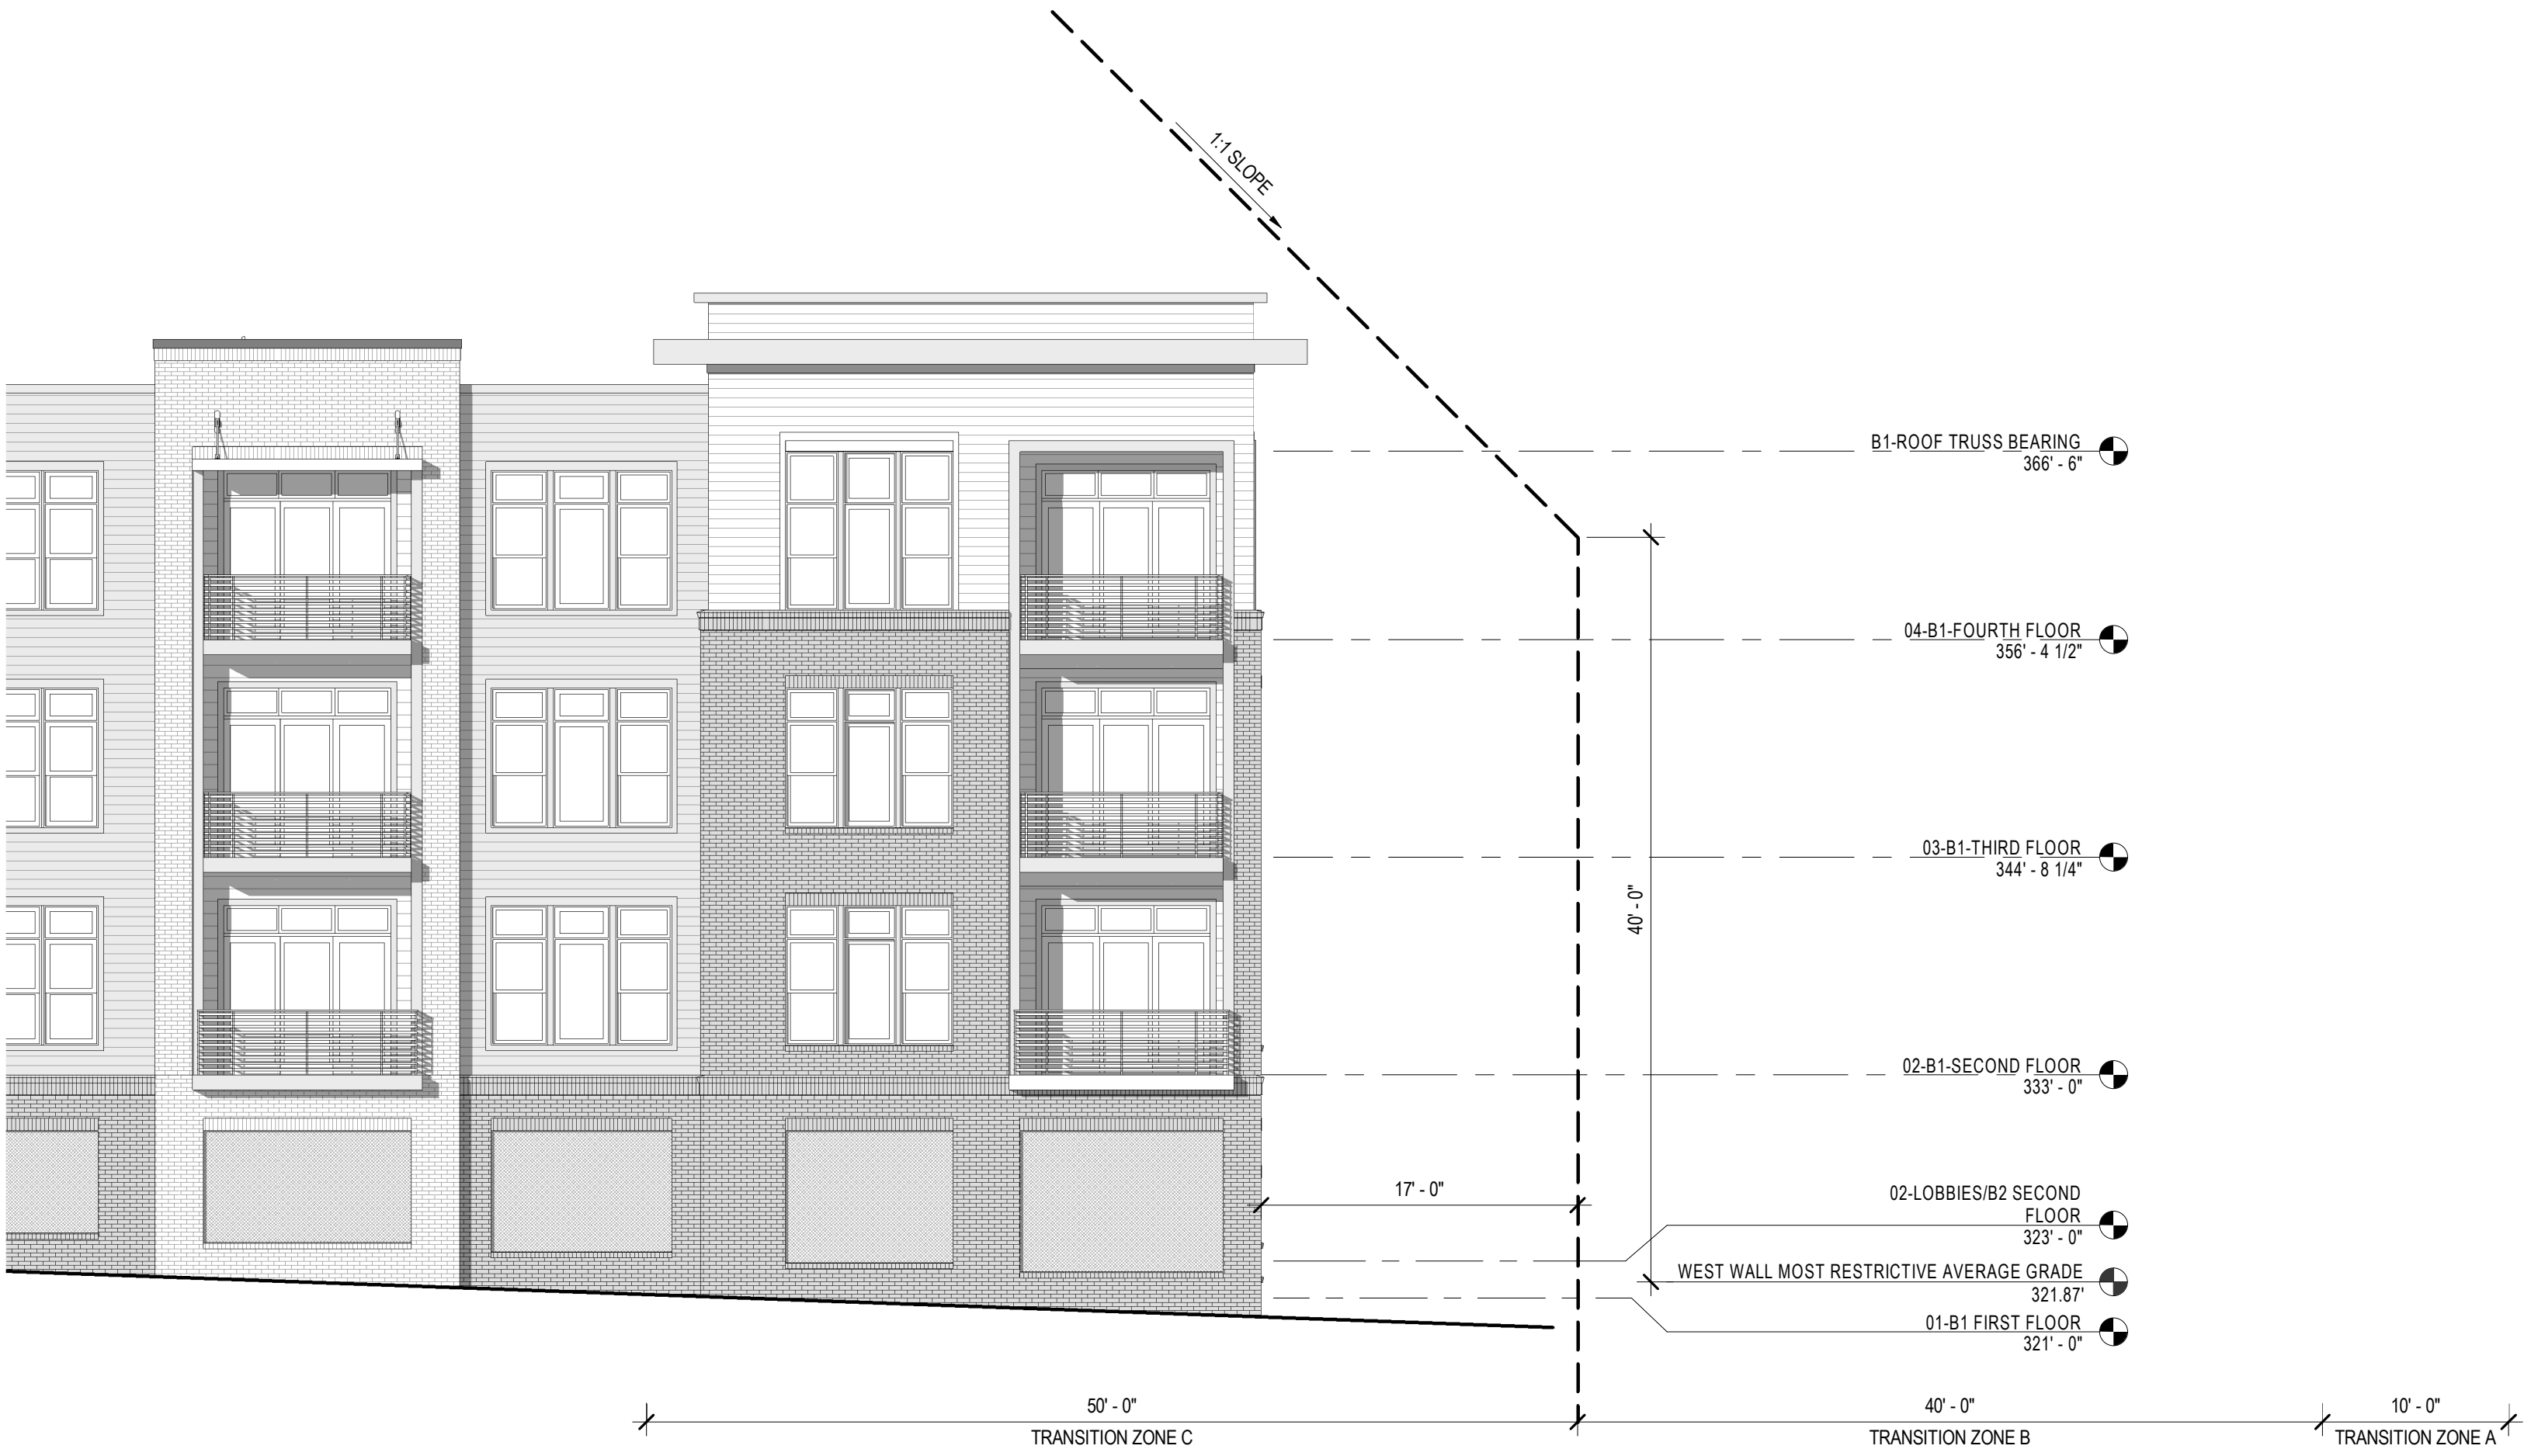 1:1 SLOPE
B1-ROOF TRUSS BEARING
366' - 6"
04-B1-FOURTH FLOOR
356' - 4 1/2"
03-B1-THIRD FLOOR
344' - 8 1/4"
40' - 0"
02-B1-SECOND FLOOR
333' - 0"
17' - 0"
02-LOBBIES/B2 SECOND
FLOOR
323' - 0"
WEST WALL MOST RESTRICTIVE AVERAGE GRADE
321.87'
01-B1 FIRST FLOOR
321' - 0"
50' - 0"
TRANSITION ZONE C
40' - 0"
TRANSITION ZONE B
10' - 0"
TRANSITION ZONE A